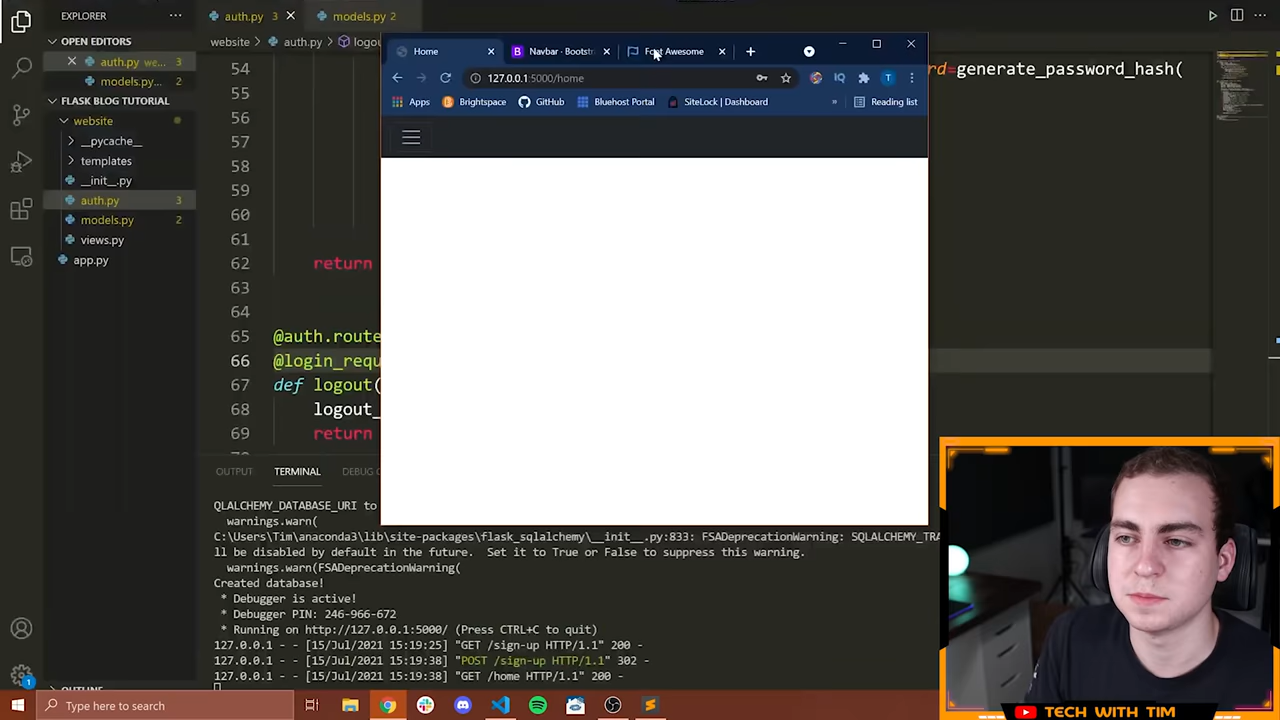 EXPLORER
OPEN EDITORS
auth.py we... 3
models.py... 2
FLASK BLOG TUTORIAL
website
__pycache__
templates
__init__.py
auth.py 3
models.py 2
views.py
app.py
auth.py 3
models.py 2
website > auth.py > logou
54
55
56
57
58
59
60
61
62 return
63
64
65 @auth.route
66 @login_requ
67 def logout(
68 logout_
69 return
rd=generate_password_hash(
Home
Navbar · Bootstr
Font Awesome
127.0.0.1:5000/home
T
Apps
Brightspace
GitHub
Bluehost Portal
SiteLock | Dashboard
»
Reading list
OUTPUT TERMINAL DEBUG C
QLALCHEMY_DATABASE_URI to
warnings.warn(
C:\Users\Tim\anaconda3\lib\site-packages\flask_sqlalchemy\__init__.py:833: FSADeprecationWarning: SQLALCHEMY_TRA
ll be disabled by default in the future. Set it to True or False to suppress this warning.
warnings.warn(FSADeprecationWarning(
Created database!
* Debugger is active!
* Debugger PIN: 246-966-672
* Running on http://127.0.0.1:5000/ (Press CTRL+C to quit)
127.0.0.1 - - [15/Jul/2021 15:19:25] "GET /sign-up HTTP/1.1" 200 -
127.0.0.1 - - [15/Jul/2021 15:19:38] "POST /sign-up HTTP/1.1" 302 -
127.0.0.1 - - [15/Jul/2021 15:19:38] "GET /home HTTP/1.1" 200 -
1
Type here to search
TECH WITH TIM